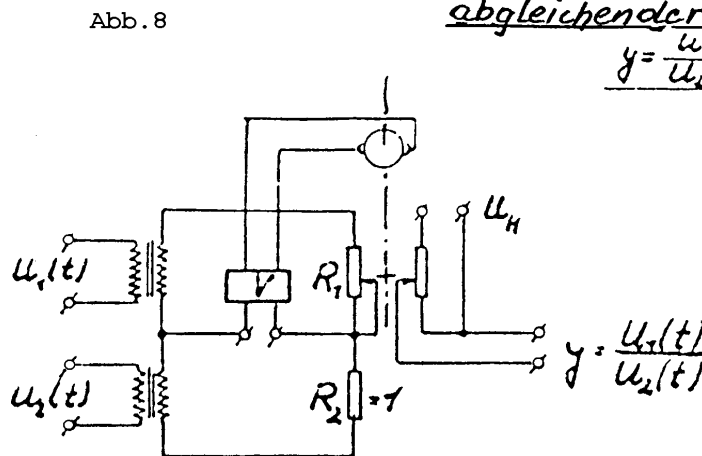 Abb.8
abgleichender
y = u
U
U_H
U_1(t)
V
R_1
U_2(t)
R_2 = 1
y = U_1(t)
U_2(t)